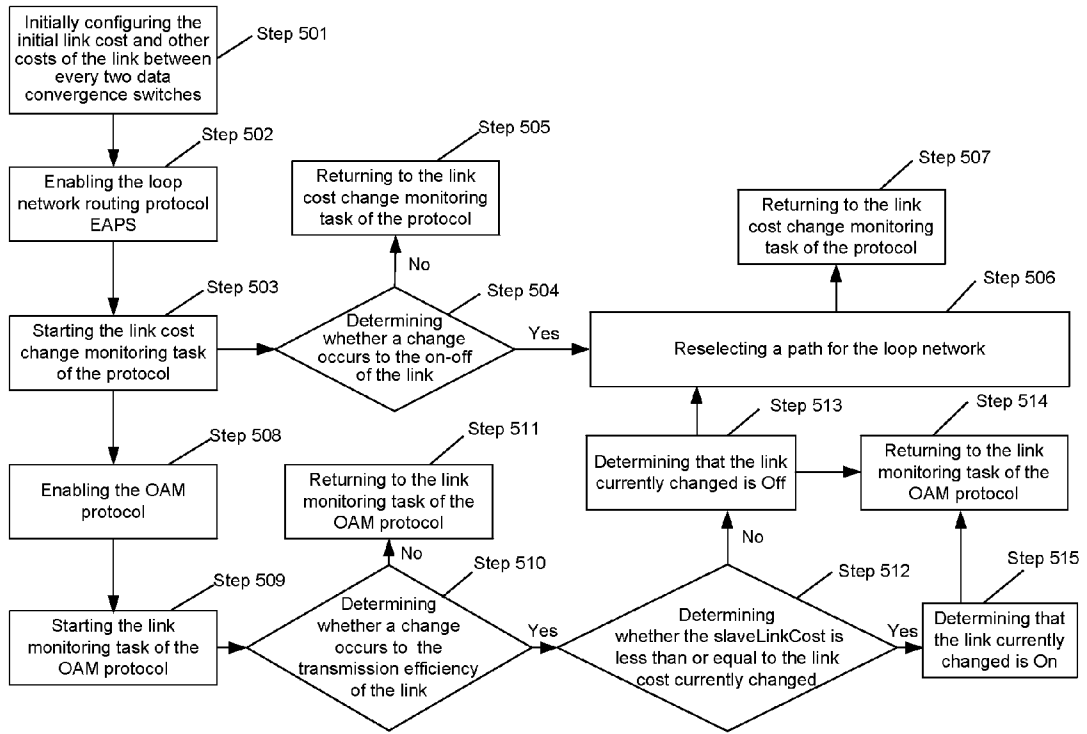 Initially configuring the
initial link cost and other
costs of the link between
every two data
convergence switches
Step 501
Step 502
Enabling the loop
network routing protocol
EAPS
Step 503
Starting the link cost
change monitoring task
of the protocol
Step 504
Determining
whether a change
occurs to the on-off
of the link
No
Yes
Step 505
Returning to the link
cost change monitoring
task of the protocol
Step 506
Reselecting a path for the loop network
Step 507
Returning to the link
cost change monitoring
task of the protocol
Step 508
Enabling the OAM
protocol
Step 509
Starting the link
monitoring task of the
OAM protocol
Step 510
Determining
whether a change
occurs to the
transmission efficiency
of the link
No
Yes
Step 511
Returning to the link
monitoring task of the
OAM protocol
Step 512
Determining
whether the slaveLinkCost is
less than or equal to the link
cost currently changed
No
Yes
Step 513
Determining that the link
currently changed is Off
Step 514
Returning to the link
monitoring task of the
OAM protocol
Step 515
Determining that
the link currently
changed is On